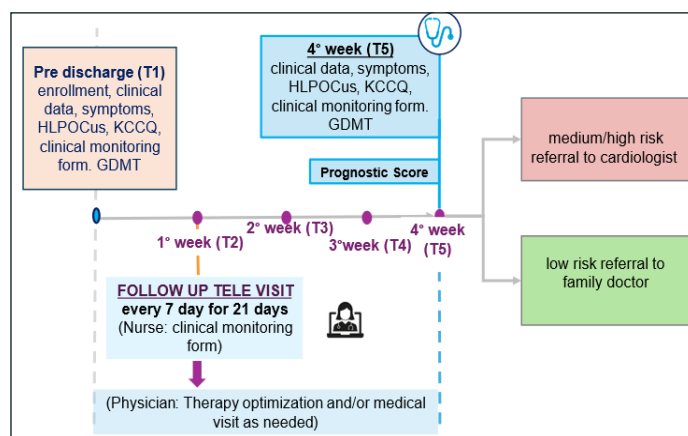 Pre discharge (T1)
enrollment, clinical
data, symptoms,
HLPOCus, KCCQ,
clinical monitoring
form. GDMT
4° week (T5)
clinical data, symptoms,
HLPOCus, KCCQ,
clinical monitoring form.
GDMT
Prognostic Score
medium/high risk
referral to cardiologist
1° week (T2)
2° week (T3)
3°week (T4)
4° week
(T5)
low risk referral to
family doctor
FOLLOW UP TELE VISIT
every 7 day for 21 days
(Nurse: clinical monitoring
form)
(Physician: Therapy optimization and/or medical
visit as needed)